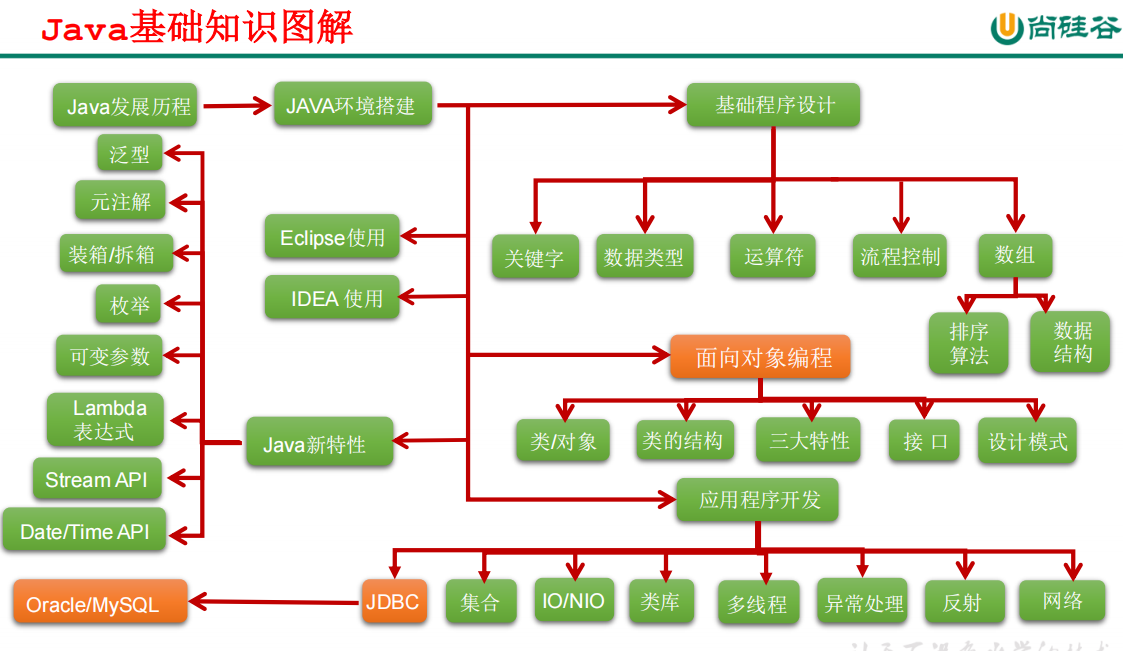 Java基础知识图解
尚硅谷
Java发展历程
JAVA环境搭建
基础程序设计
泛型
元注解
装箱/拆箱
枚举
可变参数
Lambda
表达式
Stream API
Date/Time API
Eclipse使用
IDEA 使用
Java新特性
关键字
数据类型
运算符
流程控制
数组
排序
算法
数据
结构
面向对象编程
类/对象
类的结构
三大特性
接 口
设计模式
应用程序开发
Oracle/MySQL
JDBC
集合
IO/NIO
类库
多线程
异常处理
反射
网络